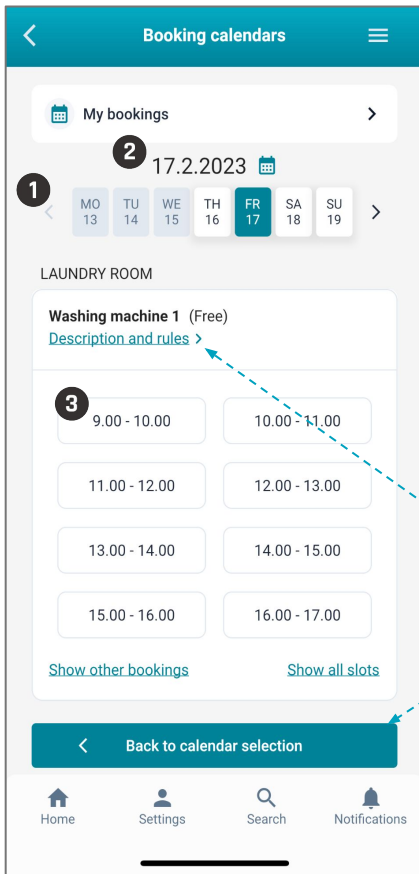 Booking calendars
My bookings
2
17.2.2023
1
MO TU WE TH FR SA SU
13 14 15 16 17 18 19
LAUNDRY ROOM
Washing machine 1 (Free)
Description and rules
3
9.00 - 10.00 10.00 - 11.00
11.00 - 12.00 12.00 - 13.00
13.00 - 14.00 14.00 - 15.00
15.00 - 16.00 16.00 - 17.00
Show other bookings Show all slots
Back to calendar selection
Home Settings Search Notifications